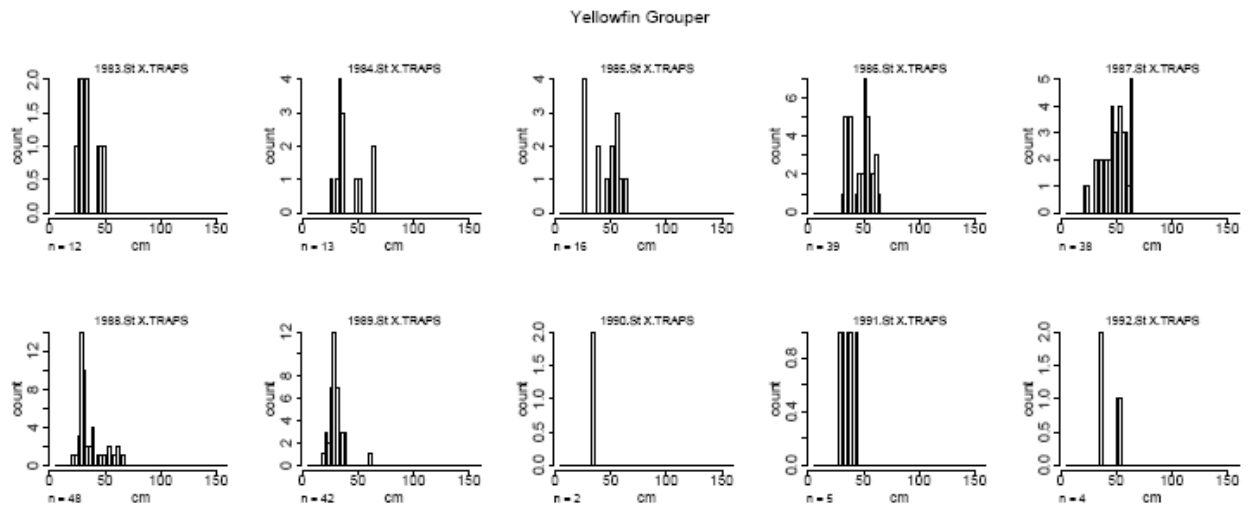 Yellowfin Grouper
1983.St X.TRAPS
count
0.0 0.5 1.0 1.5 2.0
0 50 100 150
n = 12 cm
1984.St X.TRAPS
count
0 1 2 3 4
0 50 100 150
n = 13 cm
1985.St X.TRAPS
count
0 1 2 3 4
0 50 100 150
n = 16 cm
1986.St X.TRAPS
count
0 2 4 6
0 50 100 150
n = 39 cm
1987.St X.TRAPS
count
0 1 2 3 4 5
0 50 100 150
n = 38 cm
1988.St X.TRAPS
count
0 4 8 12
0 50 100 150
n = 48 cm
1989.St X.TRAPS
count
0 2 4 6 8 12
0 50 100 150
n = 42 cm
1990.St X.TRAPS
count
0.0 0.5 1.0 1.5 2.0
0 50 100 150
n = 2 cm
1991.St X.TRAPS
count
0.0 0.4 0.8
0 50 100 150
n = 5 cm
1992.St X.TRAPS
count
0.0 0.5 1.0 1.5 2.0
0 50 100 150
n = 4 cm